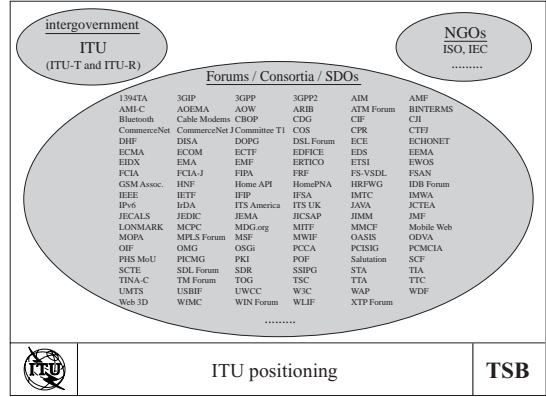 intergovernment
ITU
(ITU-T and ITU-R)
NGOs
ISO, IEC
.........
Forums / Consortia / SDOs
1394TA 3GIP 3GPP 3GPP2 AIM AMF
AMI-C AOEMA AOW ARIB ATM Forum BINTERMS
Bluetooth Cable Modems CBOP CDG CIF CJI
CommerceNet CommerceNet J Committee T1 COS CPR CTFJ
DHF DISA DOPG DSL Forum ECE ECHONET
ECMA ECOM ECTF EDFICE EDS EEMA
EIDX EMA EMF ERTICO ETSI EWOS
FCIA FCIA-J FIPA FRF FS-VSDL FSAN
GSM Assoc. HNF Home API HomePNA HRFWG IDB Forum
IEEE IETF IFIP IFSA IMTC IMWA
IPv6 IrDA ITS America ITS UK JAVA JCTEA
JECALS JEDIC JEMA JICSAP JIMM JMF
LONMARK MCPC MDG.org MITF MMCF Mobile Web
MOPA MPLS Forum MSF MWIF OASIS ODVA
OIF OMG OSGi PCCA PCISIG PCMCIA
PHS MoU PICMG PKI POF Salutation SCF
SCTE SDL Forum SDR SSIPG STA TIA
TINA-C TM Forum TOG TSC TTA TTC
UMTS USBIF UWCC W3C WAP WDF
Web 3D WfMC WIN Forum WLIF XTP Forum
.........
ITU
ITU positioning
TSB